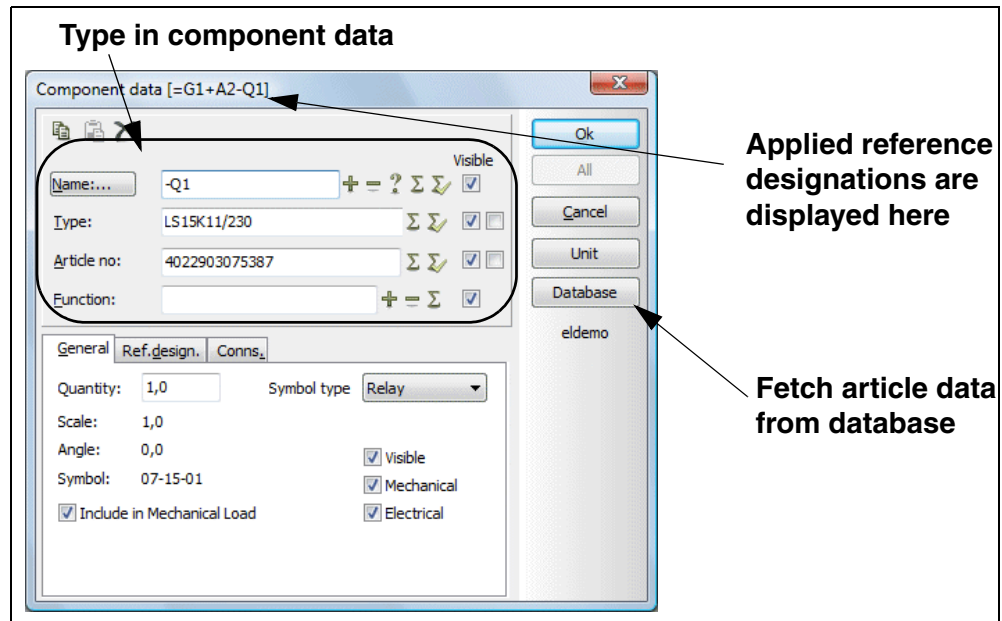 Type in component data
Component data [=G1+A2-Q1]
Ok
Visible
All
Name:... -Q1
Type: LS15K11/230
Cancel
Article no: 4022903075387
Unit
Function:
Database
eldemo
General Ref.design. Conns.
Quantity: 1,0 Symbol type Relay
Scale: 1,0
Angle: 0,0
Visible
Symbol: 07-15-01
Mechanical
Include in Mechanical Load
Electrical
Applied reference
designations are
displayed here
Fetch article data
from database